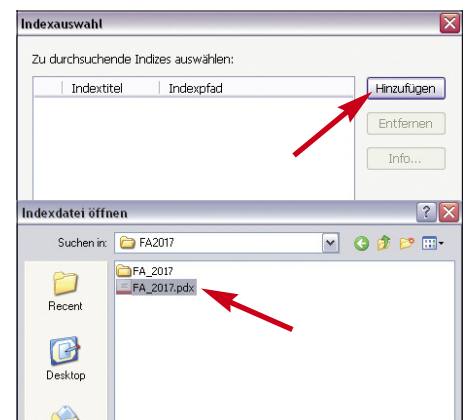 Indexauswahl
Zu durchsuchende Indizes auswählen:
Indextitel Indexpfad
Hinzufügen
Entfernen
Info...
Indexdatei öffnen
Suchen in: FA2017
FA_2017
FA_2017.pdx
Recent
Desktop